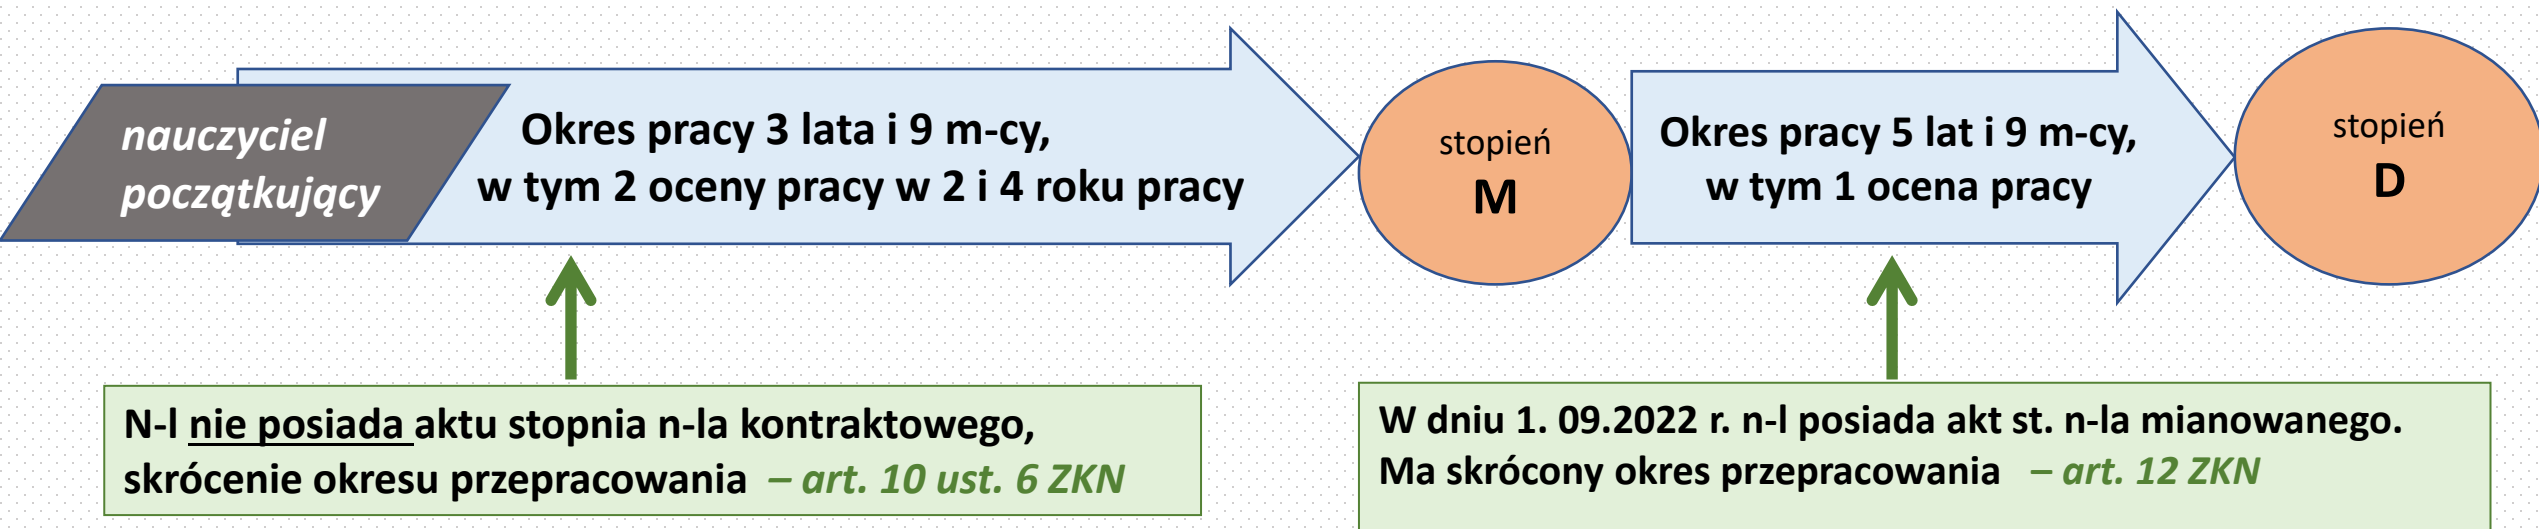 nauczyciel
początkujący
Okres pracy 3 lata i 9 m-cy,
w tym 2 oceny pracy w 2 i 4 roku pracy
stopień
M
Okres pracy 5 lat i 9 m-cy,
w tym 1 ocena pracy
stopień
D
N-l nie posiada aktu stopnia n-la kontraktowego,
skrócenie okresu przepracowania – art. 10 ust. 6 ZKN
W dniu 1. 09.2022 r. n-l posiada akt st. n-la mianowanego.
Ma skrócony okres przepracowania – art. 12 ZKN